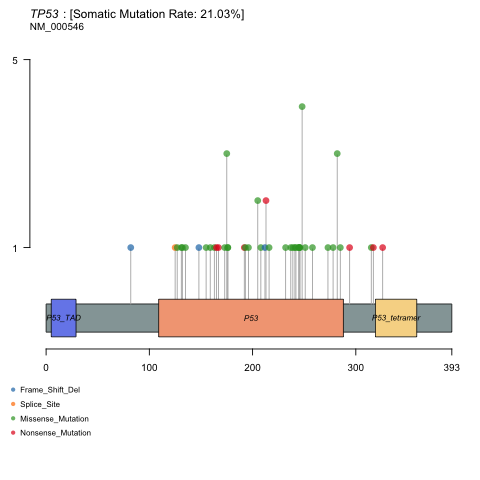 TP53 : [Somatic Mutation Rate: 21.03%]
NM_000546
5
1
P53_TAD
P53
P53_tetramer
0
100
200
300
393
Frame_Shift_Del
Splice_Site
Missense_Mutation
Nonsense_Mutation